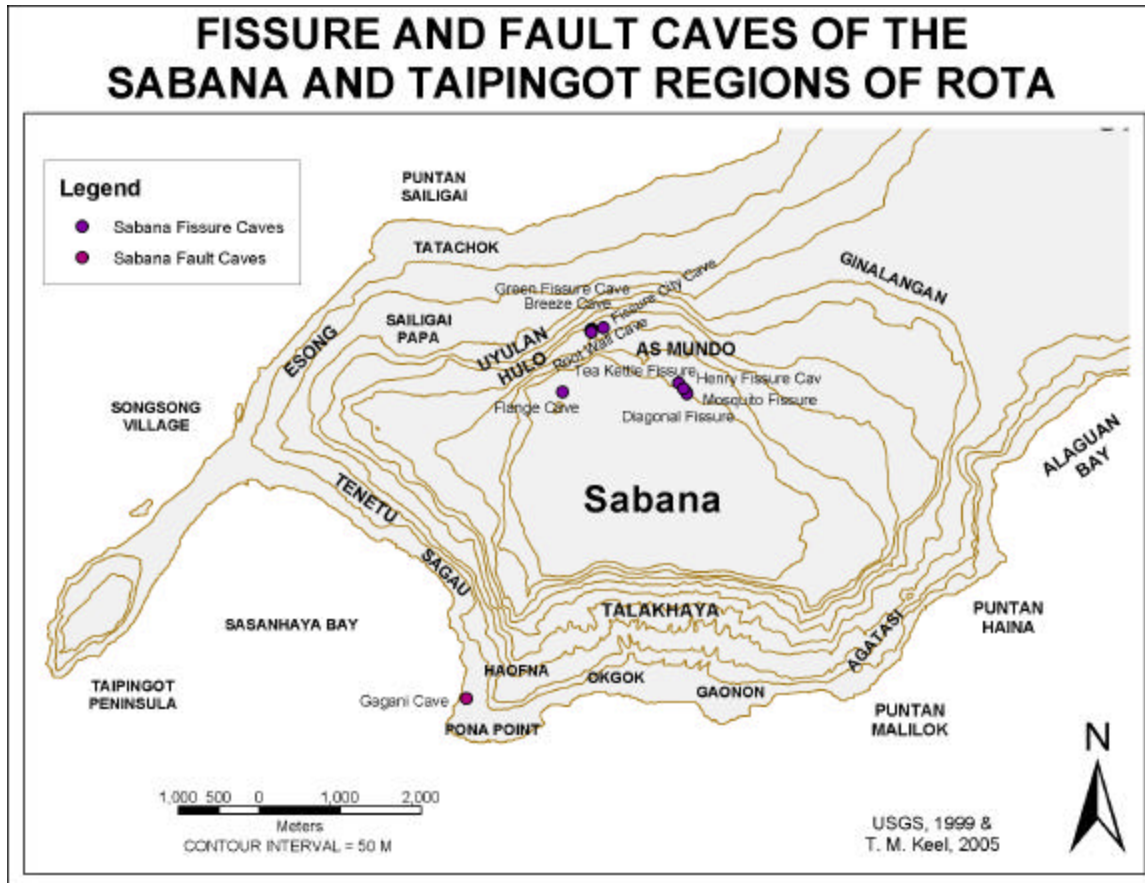 FISSURE AND FAULT CAVES OF THE
SABANA AND TAIPINGOT REGIONS OF ROTA
Legend
Sabana Fissure Caves
Sabana Fault Caves
PUNTAN
SAILIGAI
TATACHOK
GINALANGAN
Green Fissure Cave
Breeze Cave
Fissure City Cave
SAILIGAI
PAPA
ESONG
UYULAN
HULO
Root Wall Cave
AS MUNDO
Tea Kettle Fissure
Henry Fissure Cav
Mosquito Fissure
Diagonal Fissure
Flange Cave
SONGSONG
VILLAGE
ALAGUAN
BAY
TENETU
Sabana
SAGAU
TALAKHAYA
AGATASI
PUNTAN
HAINA
SASANHAYA BAY
HAOFNA
OKGOK
GAONON
TAIPINGOT
PENINSULA
Gagani Cave
PONA POINT
PUNTAN
MALILOK
N
1,000 500 0 1,000 2,000
Meters
CONTOUR INTERVAL = 50 M
USGS, 1999 &
T. M. Keel, 2005